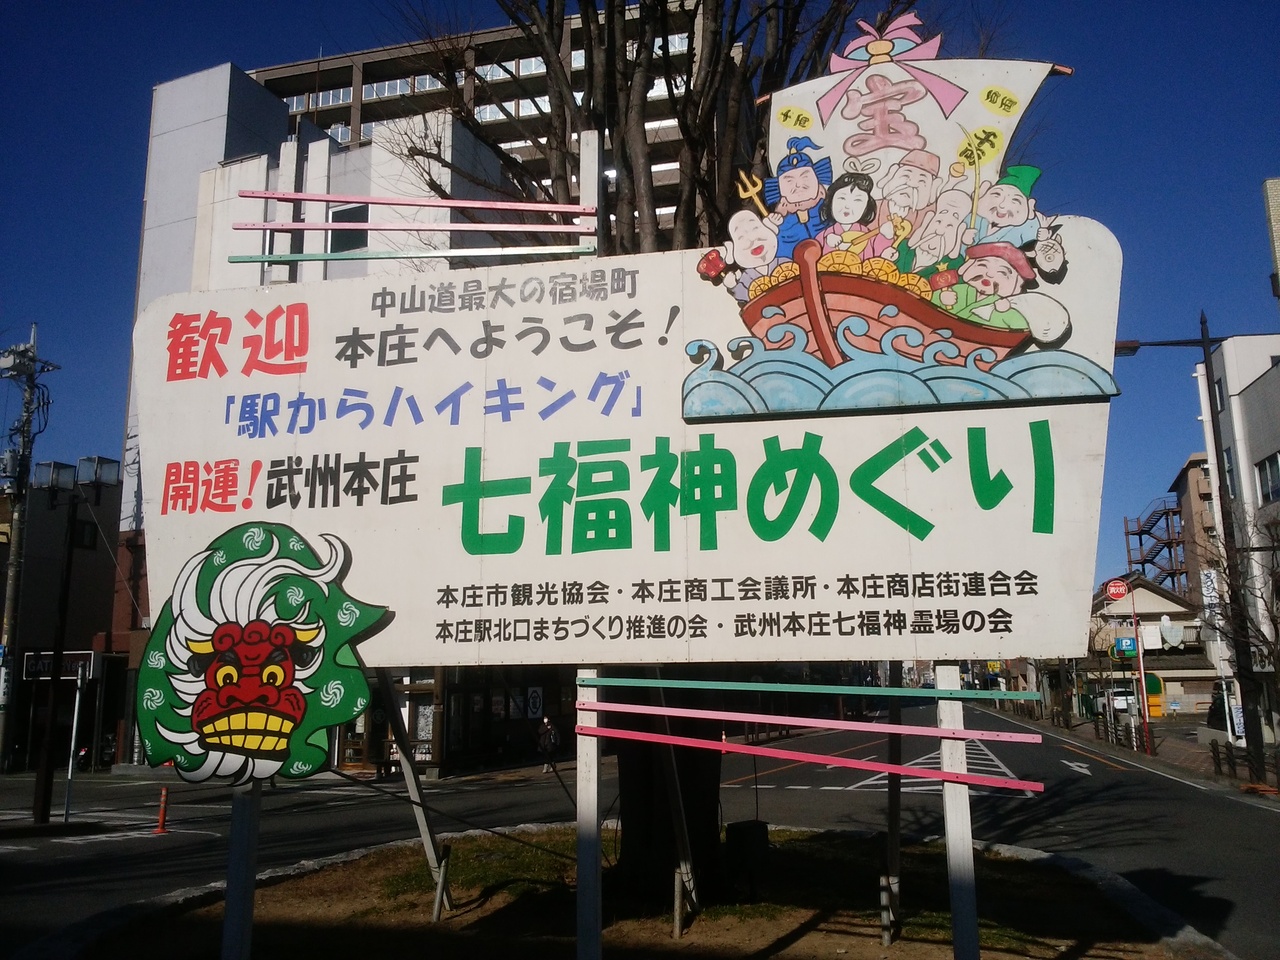 宝
歓迎
中山道最大の宿場町
本庄へようこそ!
「駅からハイキング」
開運!武州本庄
七福神めぐり
本庄市観光協会・本庄商工会議所・本庄商店街連合会
本庄駅北口まちづくり推進の会・武州本庄七福神霊場の会
P